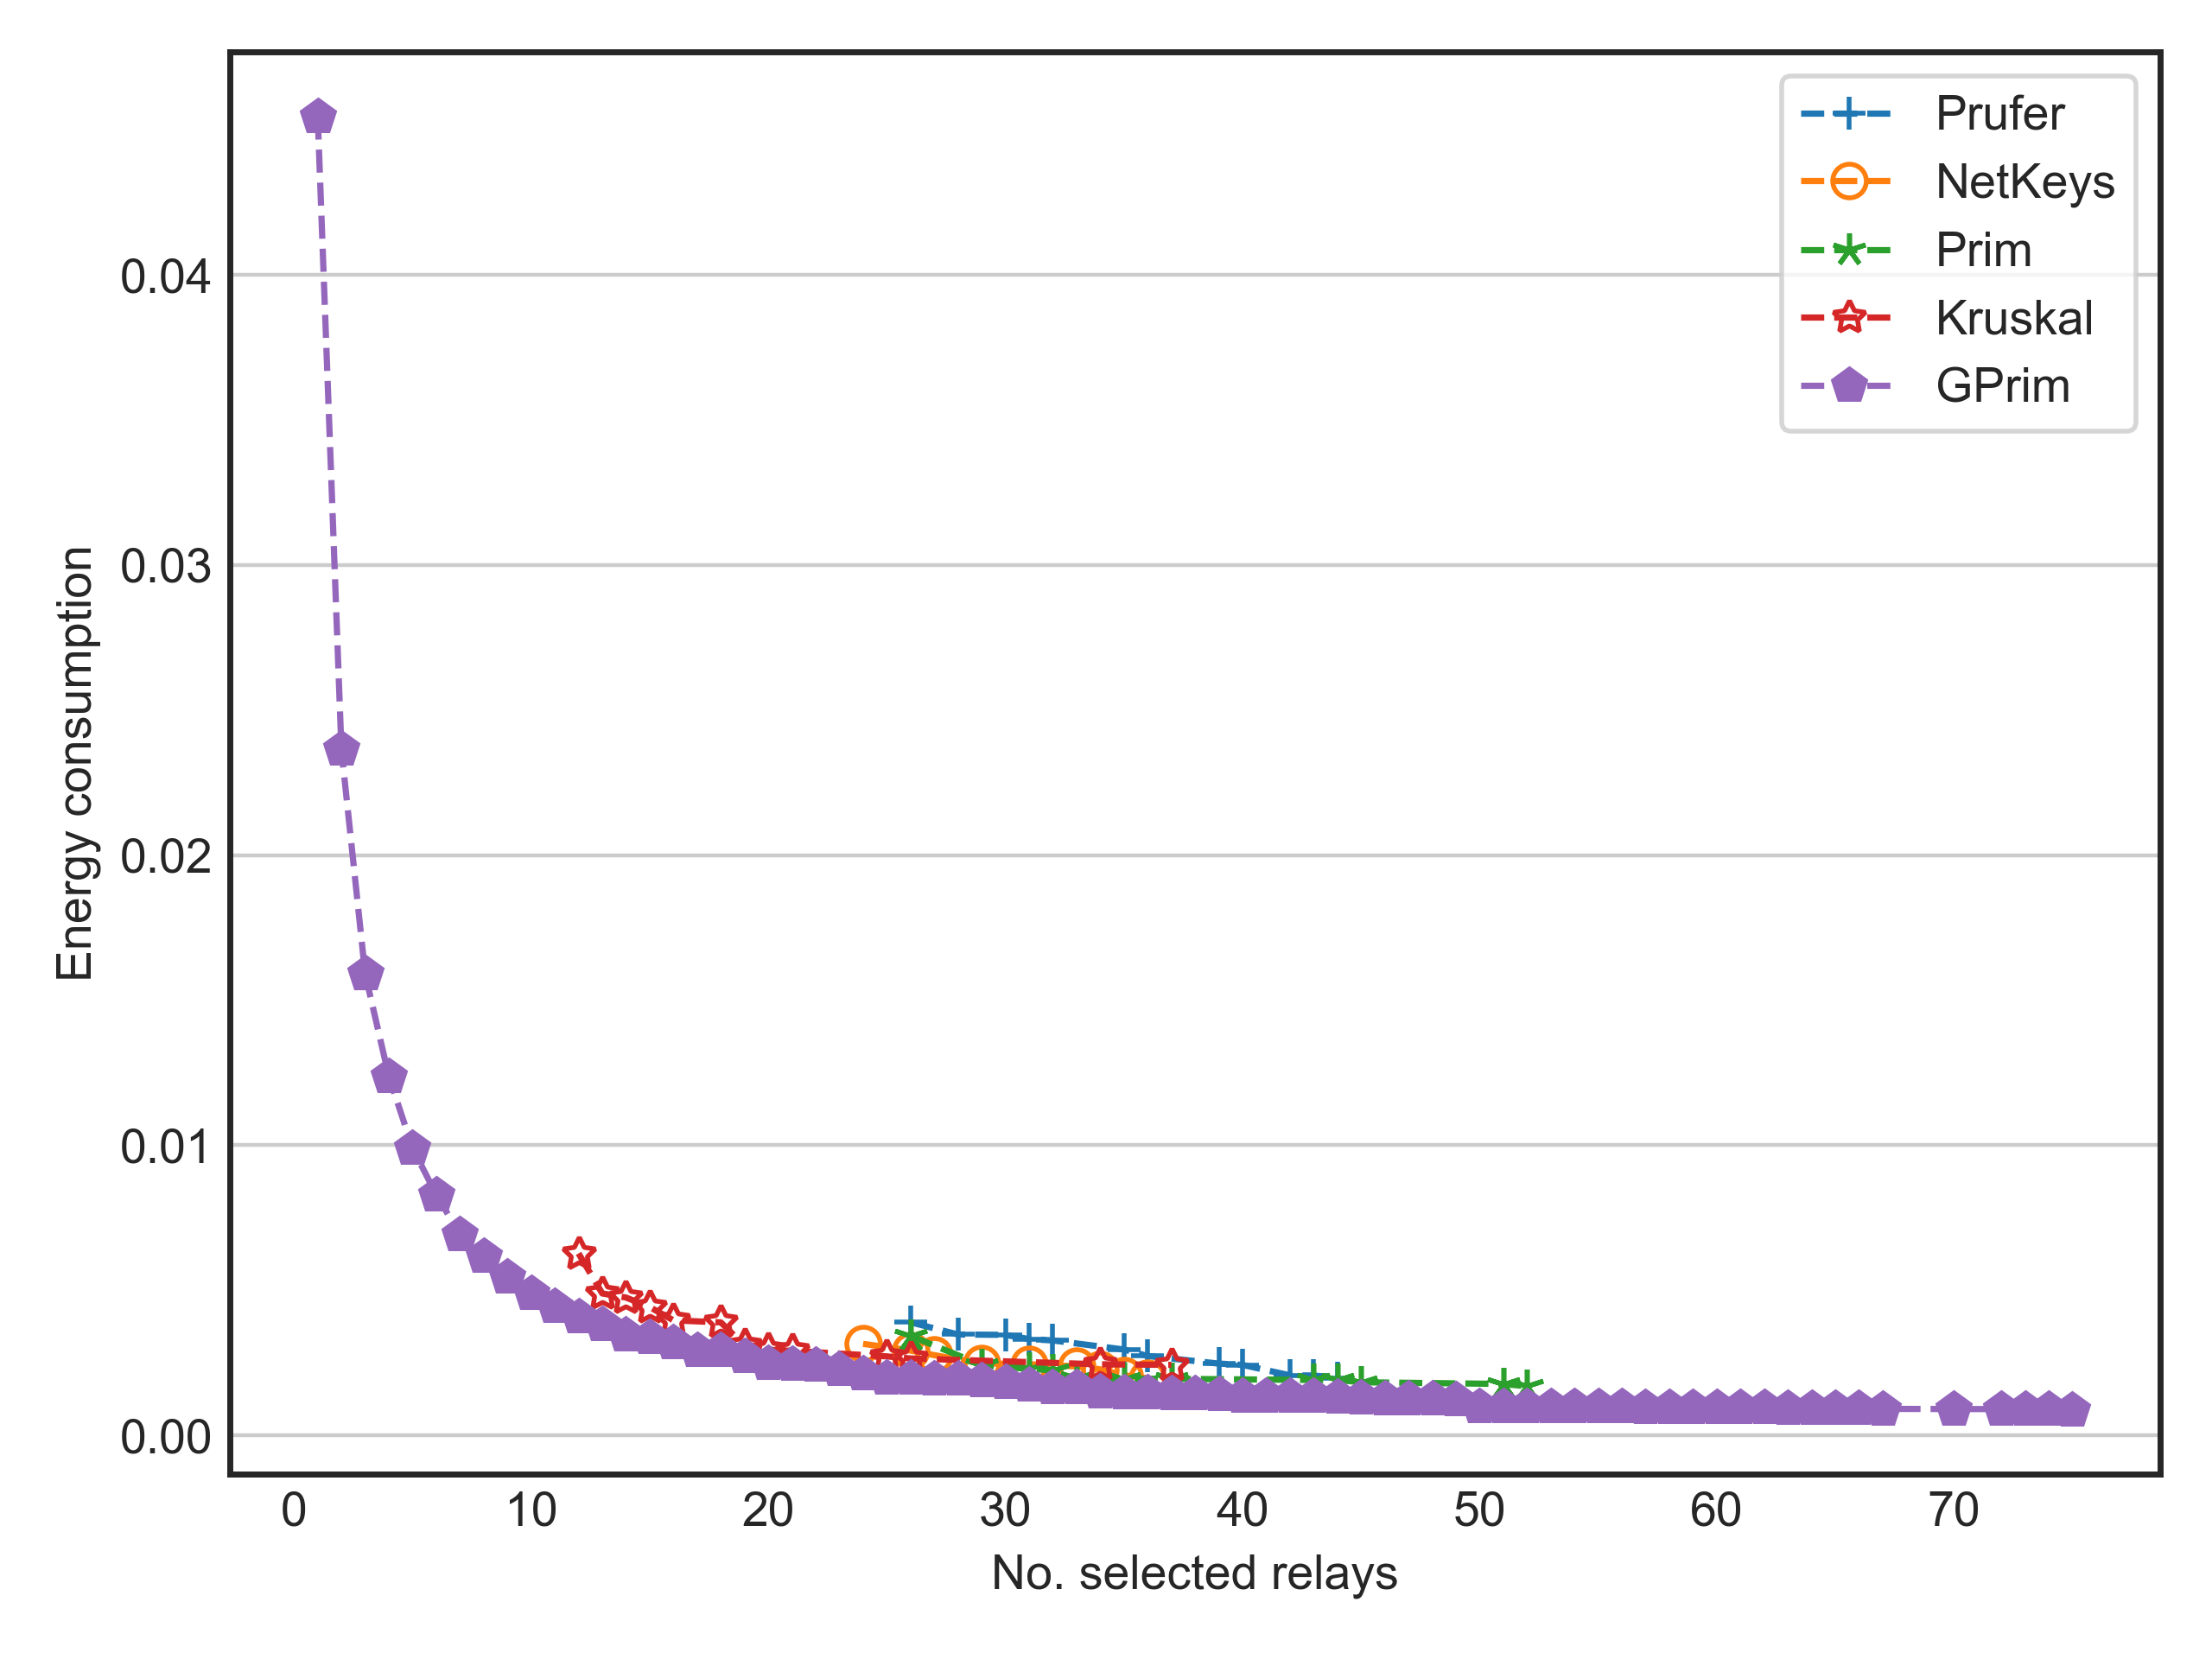 Prufer
NetKeys
Prim
Kruskal
GPrim
0.04
0.03
0.02
0.01
0.00
Energy consumption
0 10 20 30 40 50 60 70
No. selected relays